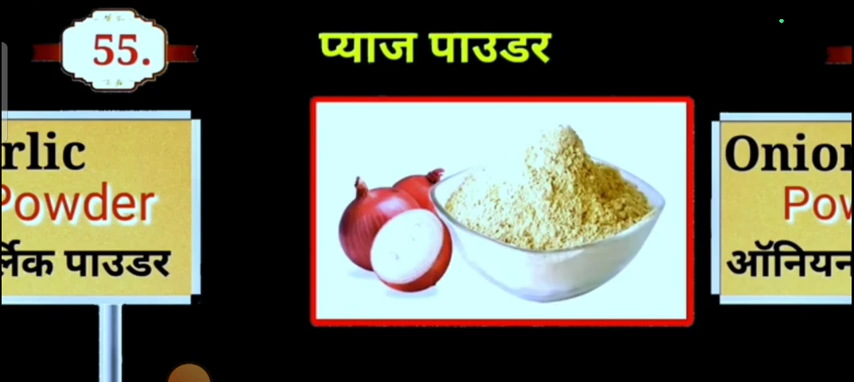 55.
प्याज पाउडर
rlic
Powder
र्लिक पाउडर
Onion
Pow
ऑनियन